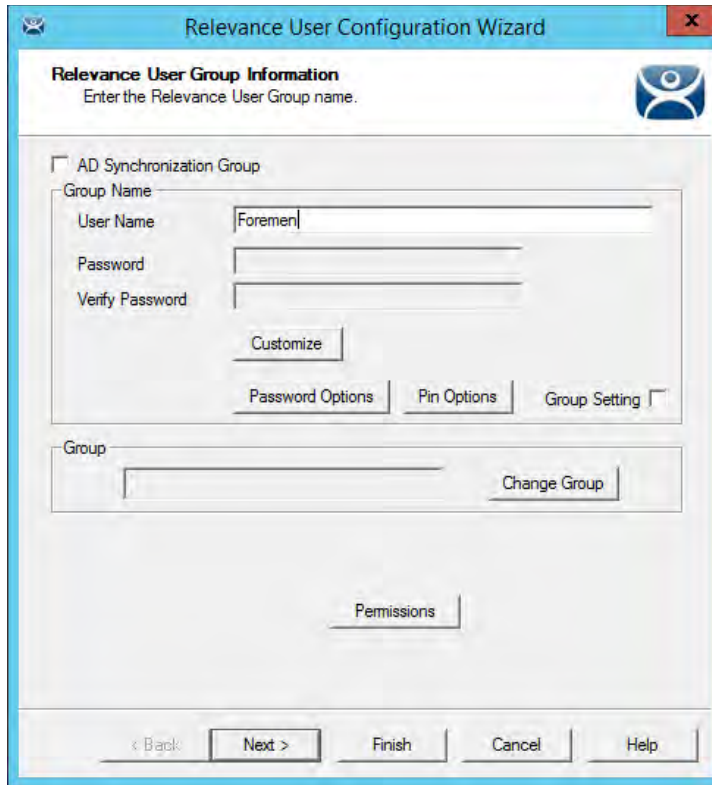 Relevance User Configuration Wizard
x
Relevance User Group Information
Enter the Relevance User Group name.
AD Synchronization Group
Group Name
User Name Foremen
Password
Verify Password
Customize
Password Options Pin Options Group Setting
Group
Change Group
Permissions
< Back Next > Finish Cancel Help